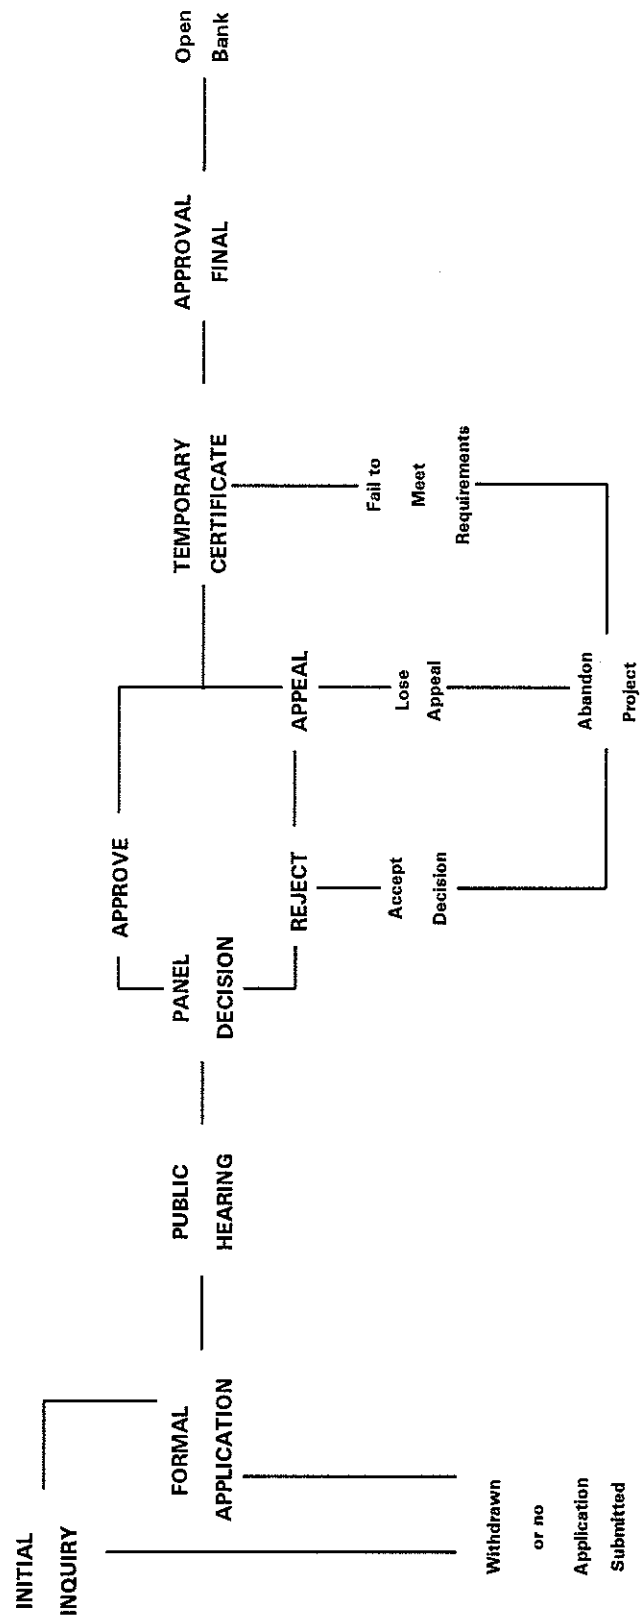 INITIAL
INQUIRY
FORMAL
APPLICATION
Withdrawn
or no
Application
Submitted
PUBLIC
HEARING
PANEL
DECISION
APPROVE
REJECT
Accept
Decision
APPEAL
Lose
Appeal
Abandon
Project
TEMPORARY
CERTIFICATE
Fail to
Meet
Requirements
APPROVAL
FINAL
Open
Bank